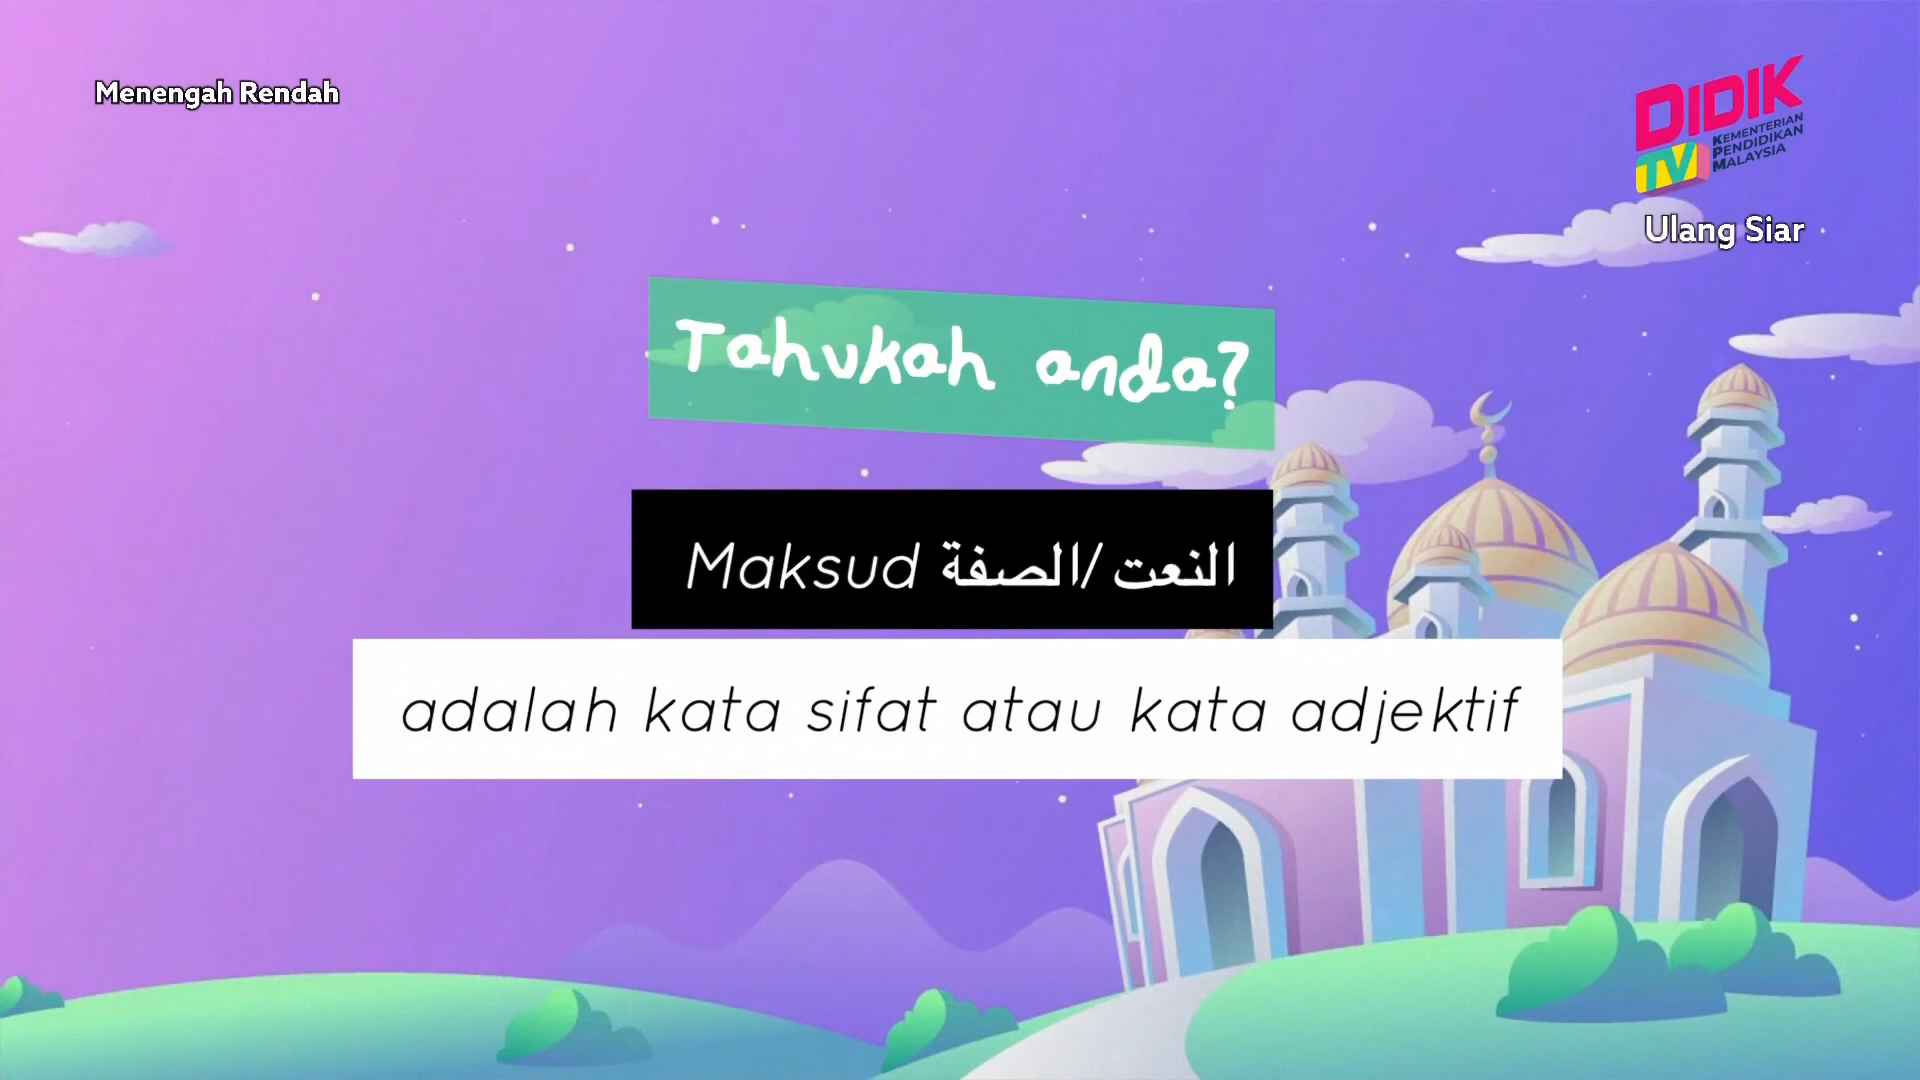 Menengah Rendah
DIDIK
TV
KEMENTERIAN
PENDIDIKAN
MALAYSIA
Ulang Siar
Tahukah anda?
Maksud النعت/الصفة
adalah kata sifat atau kata adjektif